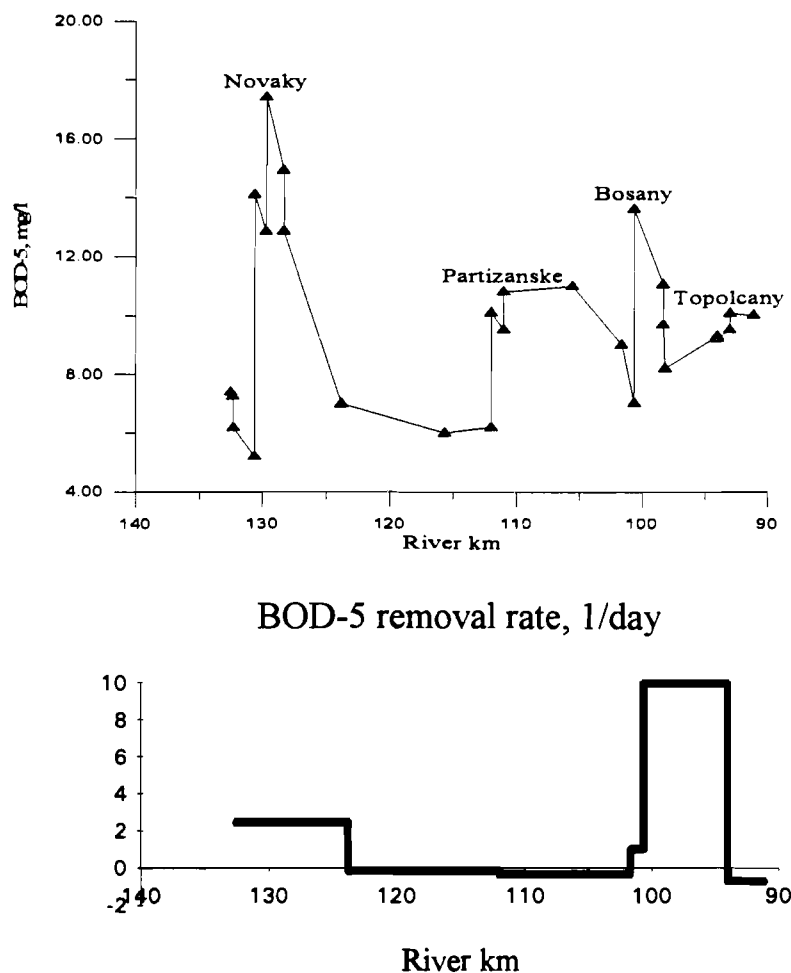 20.00
Novaky
16.00
BOD-5, mg/l
Bosany
12.00
Partizanske
Topolcany
8.00
4.00
140 130 120 110 100 90
River km
BOD-5 removal rate, 1/day
10
8
6
4
2
0
-2
140 130 120 110 100 90
River km